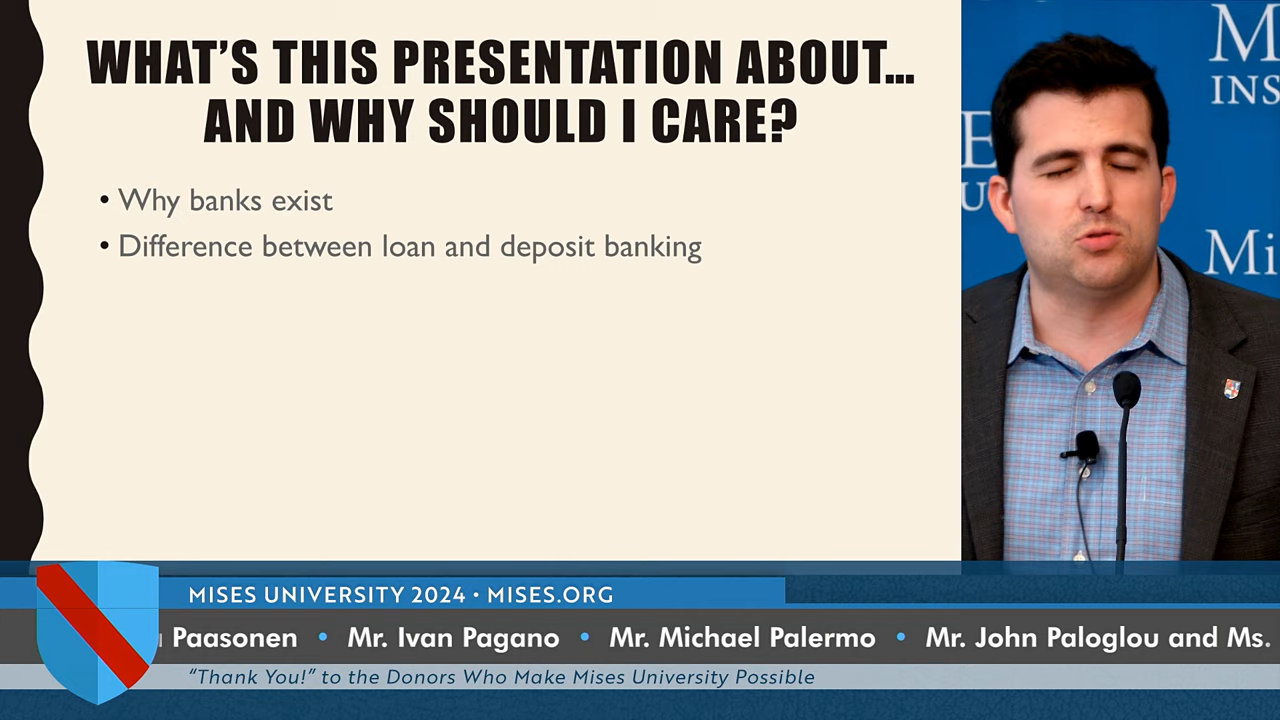 WHAT'S THIS PRESENTATION ABOUT...
AND WHY SHOULD I CARE?
• Why banks exist
• Difference between loan and deposit banking
M
INS
E
U
Mi
MISES UNIVERSITY 2024 • MISES.ORG
Paasonen • Mr. Ivan Pagano • Mr. Michael Palermo • Mr. John Paloglou and Ms.
“Thank You!” to the Donors Who Make Mises University Possible